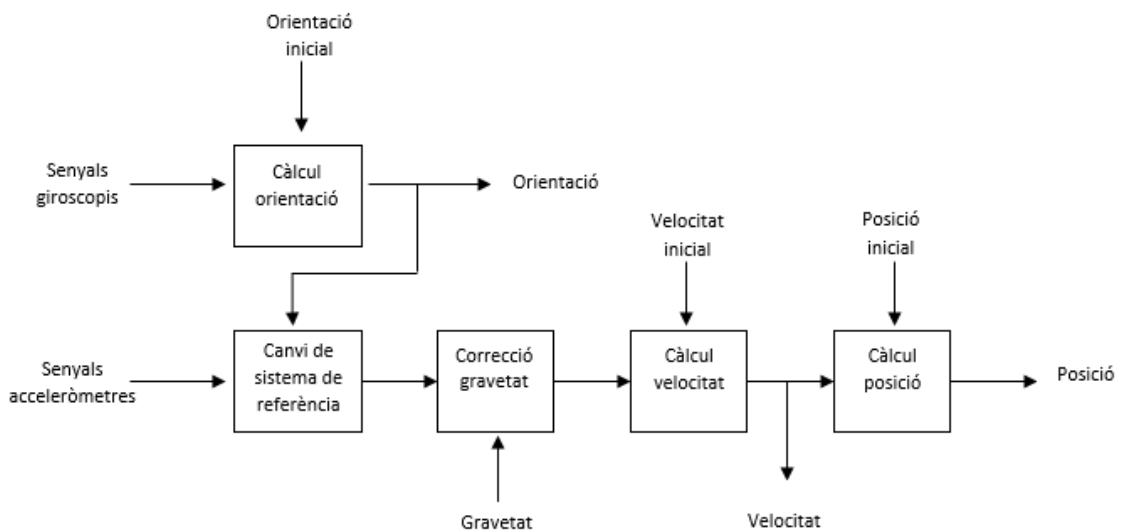 Orientació
inicial
Senyals
giroscopis
Càlcul
orientació
Orientació
Velocitat
inicial
Posició
inicial
Senyals
acceleròmetres
Canvi de
sistema de
referència
Correcció
gravetat
Càlcul
velocitat
Càlcul
posició
Posició
Gravetat
Velocitat